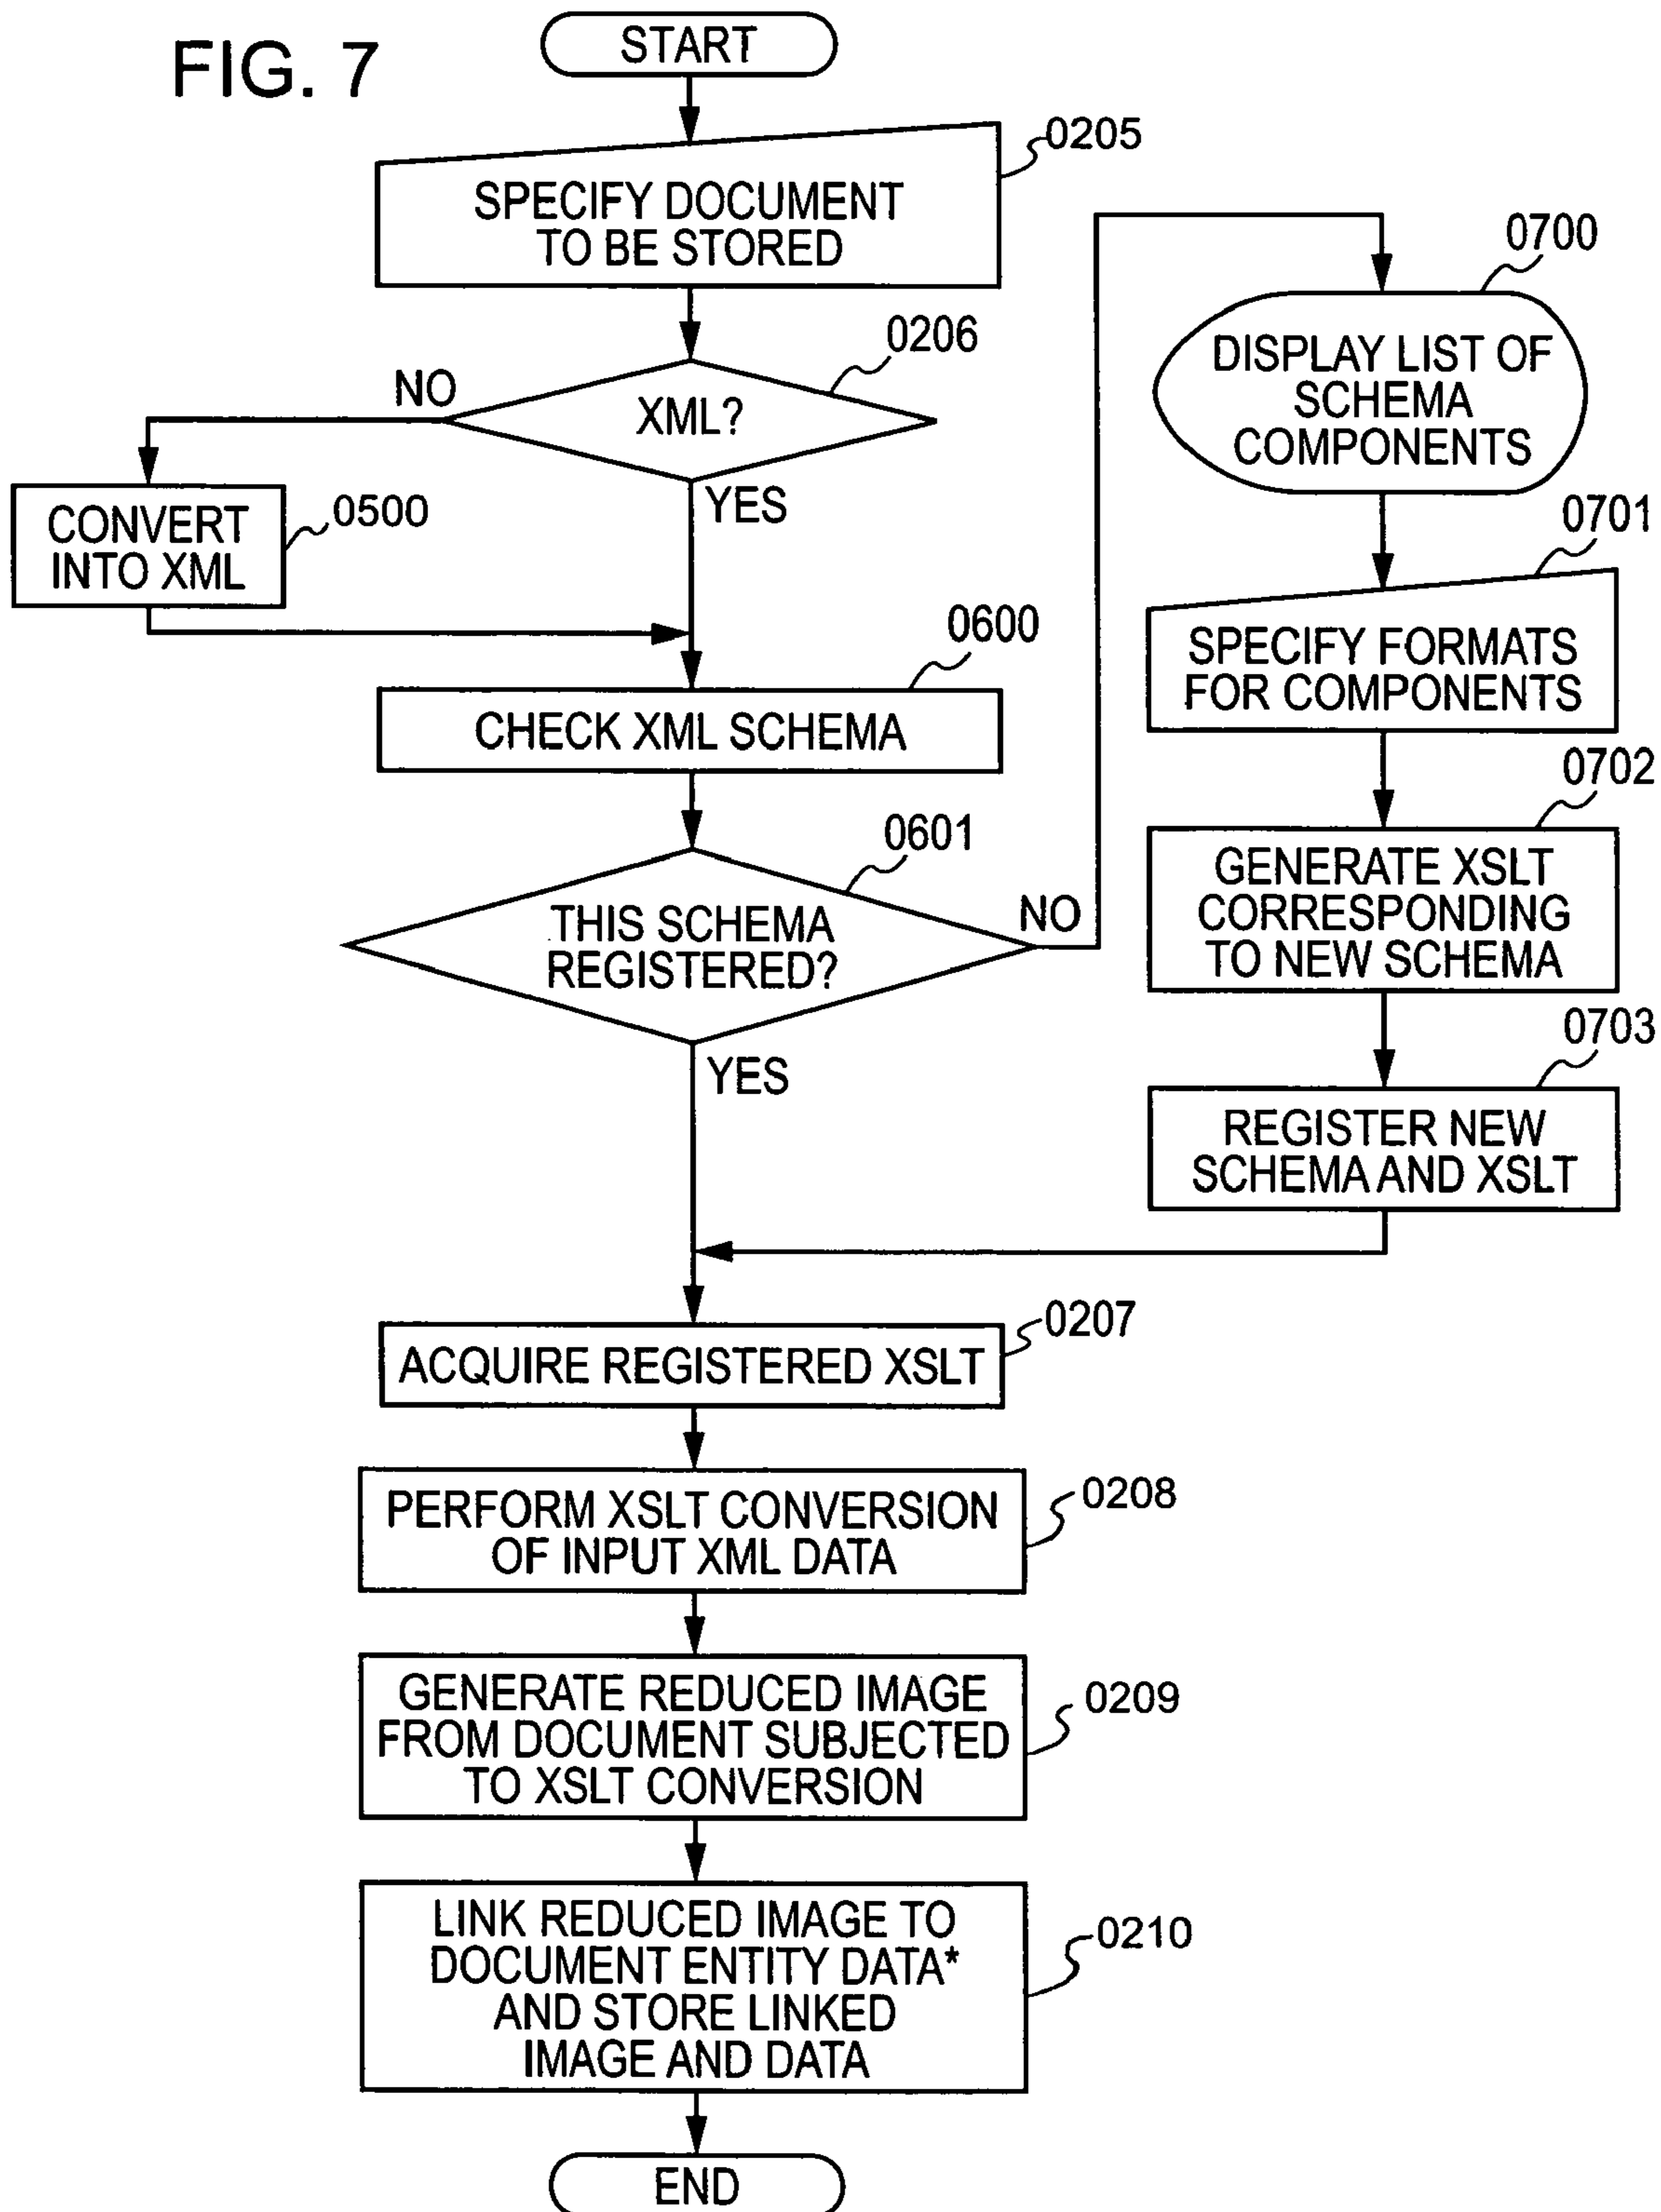 FIG. 7
START
0205
SPECIFY DOCUMENT
TO BE STORED
0206
NO
XML?
YES
CONVERT
INTO XML
0500
0600
CHECK XML SCHEMA
0601
THIS SCHEMA
REGISTERED?
NO
YES
0700
DISPLAY LIST OF
SCHEMA
COMPONENTS
0701
SPECIFY FORMATS
FOR COMPONENTS
0702
GENERATE XSLT
CORRESPONDING
TO NEW SCHEMA
0703
REGISTER NEW
SCHEMA AND XSLT
0207
ACQUIRE REGISTERED XSLT
0208
PERFORM XSLT CONVERSION
OF INPUT XML DATA
0209
GENERATE REDUCED IMAGE
FROM DOCUMENT SUBJECTED
TO XSLT CONVERSION
0210
LINK REDUCED IMAGE TO
DOCUMENT ENTITY DATA*
AND STORE LINKED
IMAGE AND DATA
END